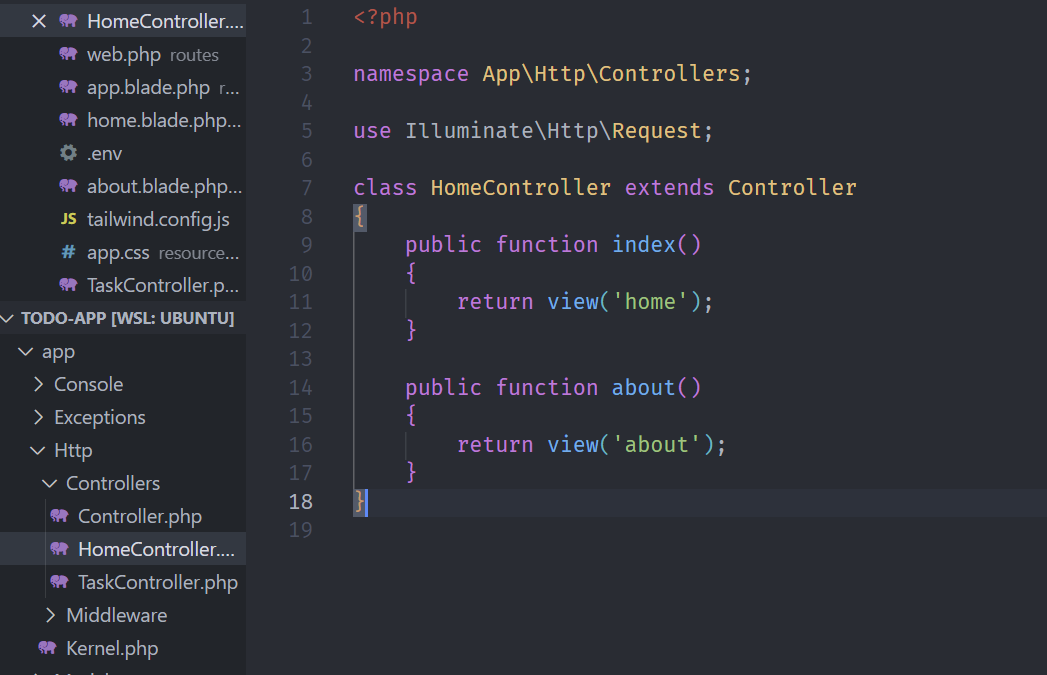 HomeController....
web.php routes
app.blade.php r...
home.blade.php...
.env
about.blade.php...
JS tailwind.config.js
# app.css resource...
TaskController.p...
TODO-APP [WSL: UBUNTU]
app
Console
Exceptions
Http
Controllers
Controller.php
HomeController....
TaskController.php
Middleware
Kernel.php
1 <?php
2
3 namespace App\Http\Controllers;
4
5 use Illuminate\Http\Request;
6
7 class HomeController extends Controller
8 {
9     public function index()
10     {
11         return view('home');
12     }
13
14     public function about()
15     {
16         return view('about');
17     }
18 }
19